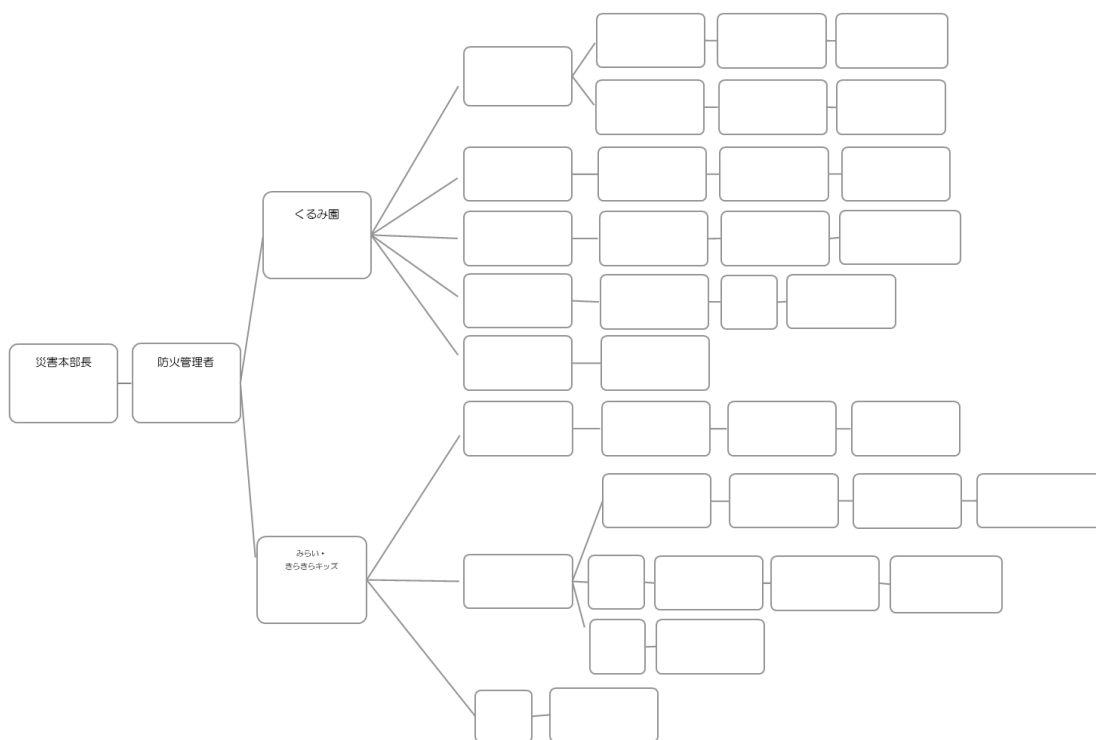 くるみ園
災害本部長
防火管理者
みらい・
きらきらキッズ